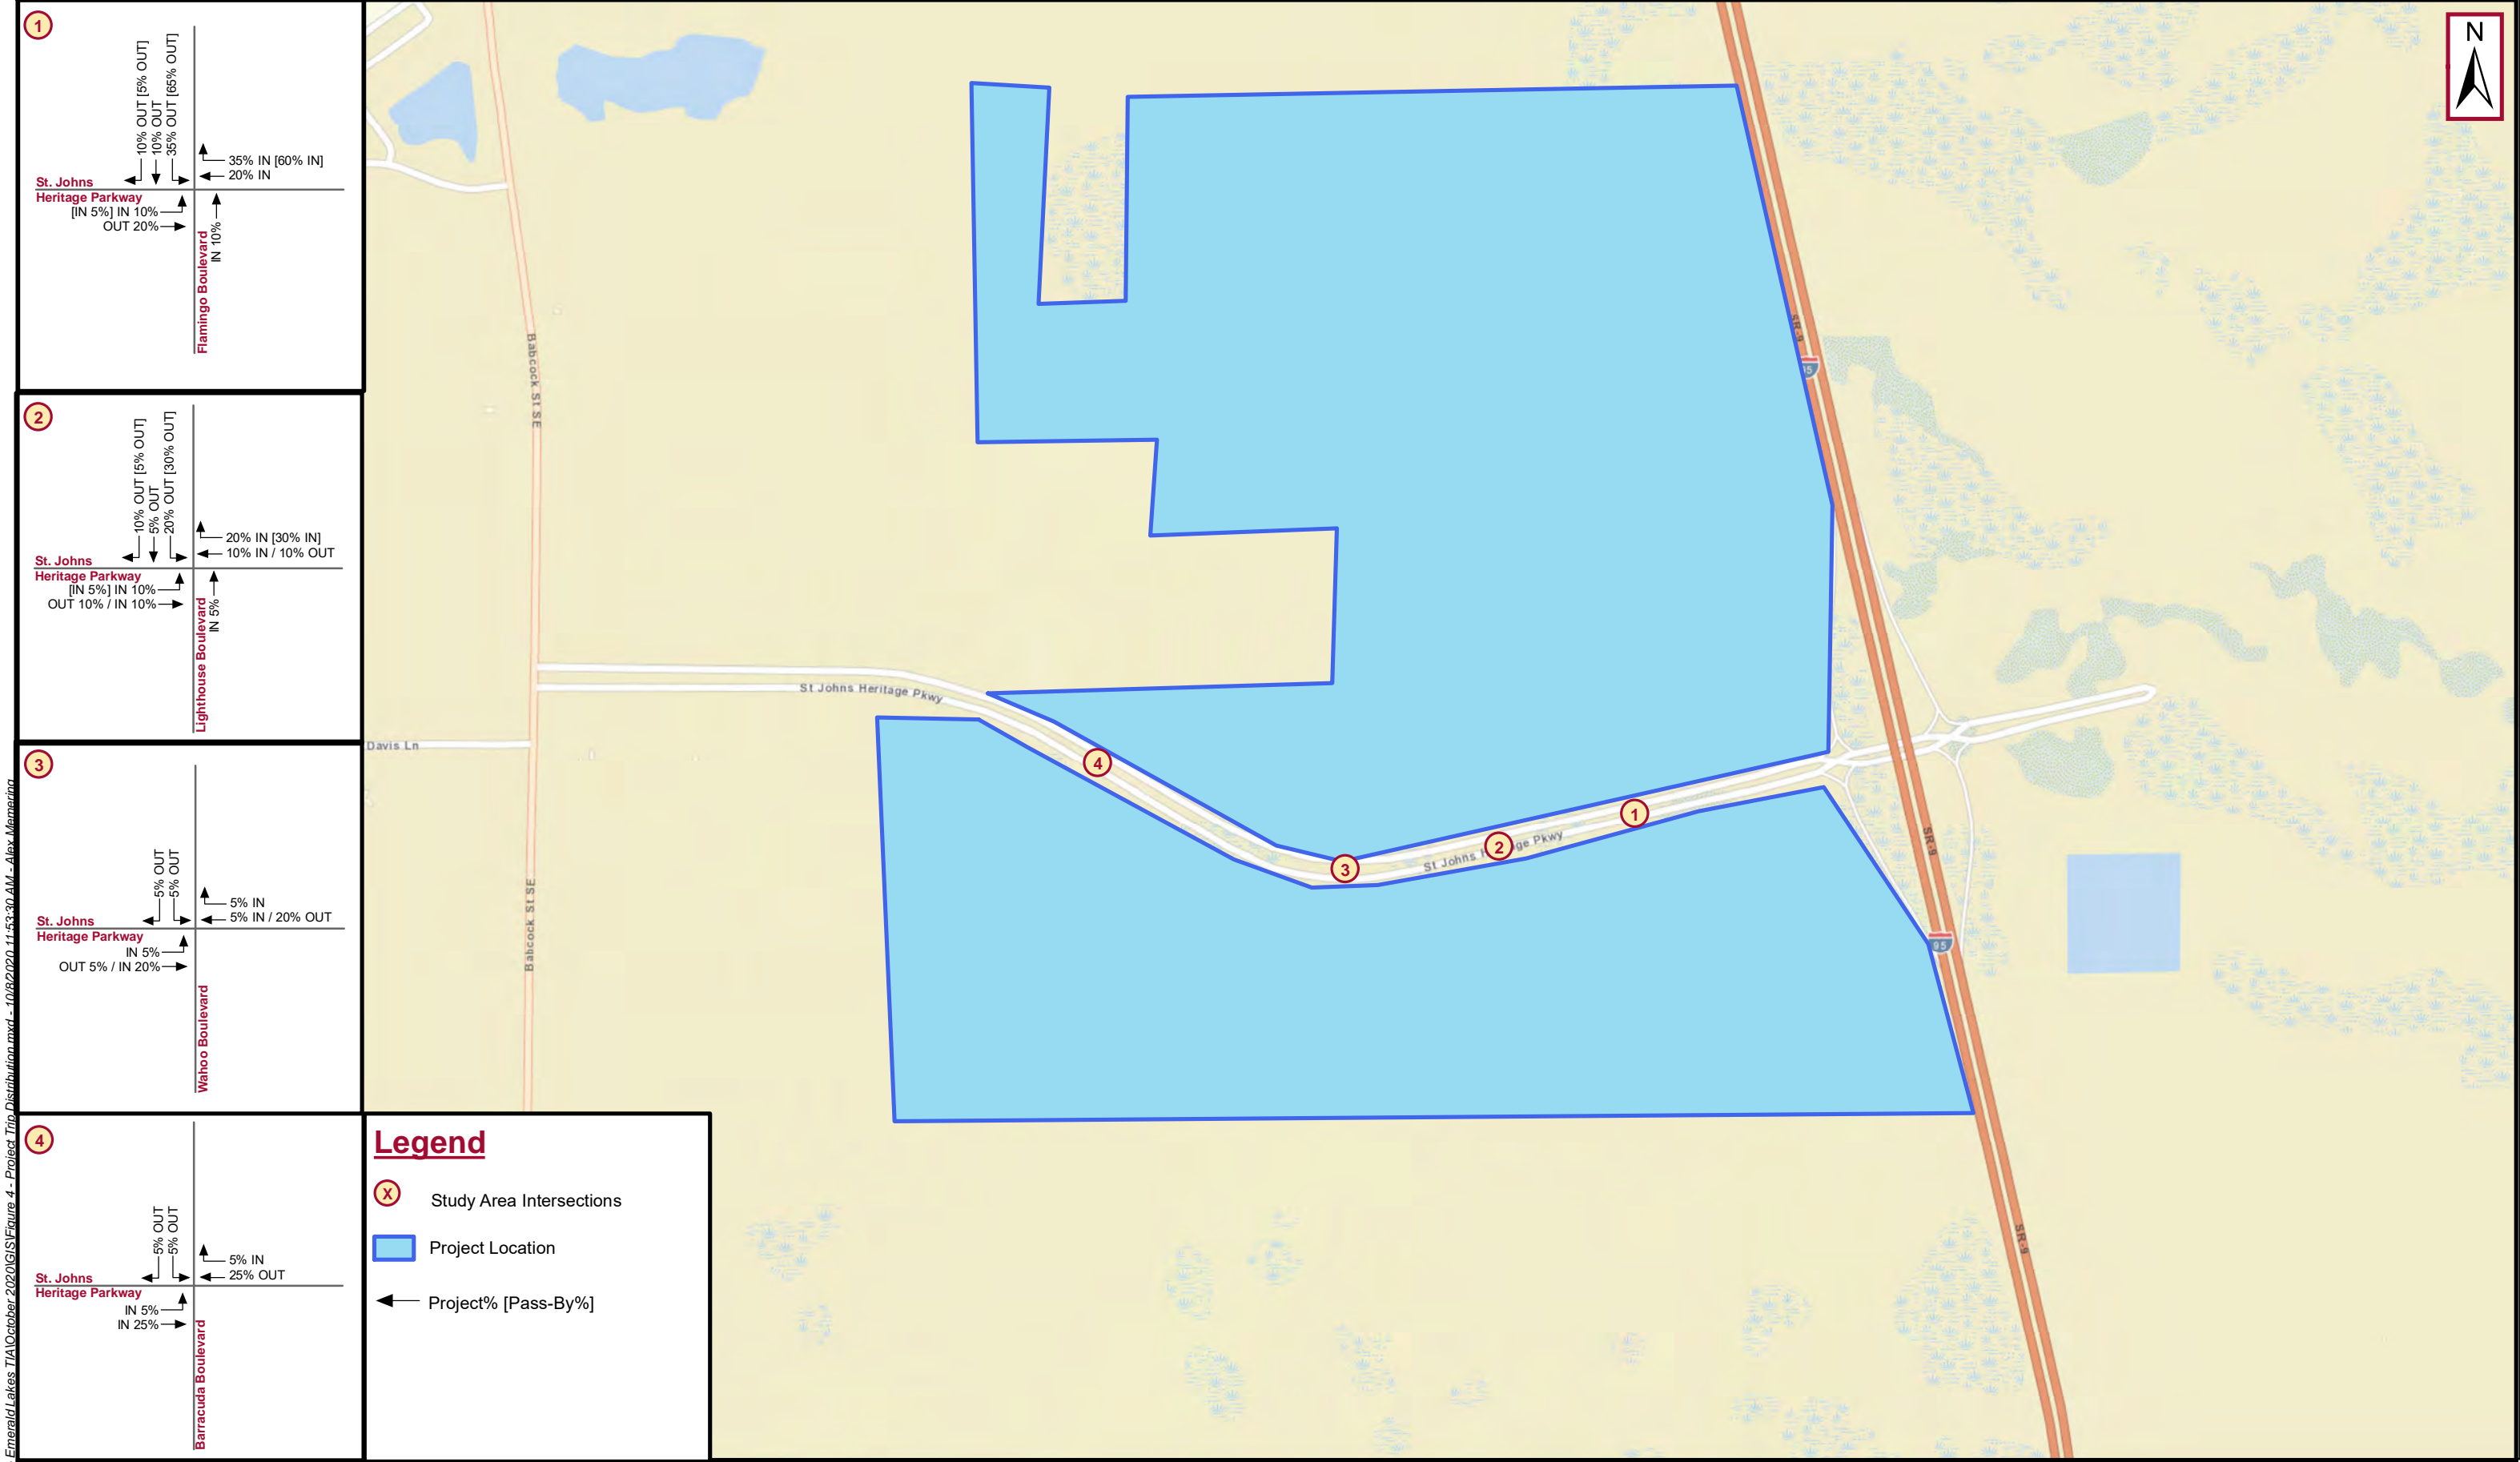 1
10% OUT [5% OUT]
10% OUT
35% OUT [65% OUT]
35% IN [60% IN]
20% IN
St. Johns
Heritage Parkway
[IN 5%] IN 10%
OUT 20%
Flamingo Boulevard
IN 10%
2
10% OUT [5% OUT]
5% OUT
20% OUT [30% OUT]
20% IN [30% IN]
10% IN / 10% OUT
St. Johns
Heritage Parkway
[IN 5%] IN 10%
OUT 10% / IN 10%
Lighthouse Boulevard
IN 5%
3
5% OUT
5% OUT
5% IN
5% IN / 20% OUT
St. Johns
Heritage Parkway
IN 5%
OUT 5% / IN 20%
Wahoo Boulevard
4
5% OUT
5% OUT
5% IN
25% OUT
St. Johns
Heritage Parkway
IN 5%
IN 25%
Barracuda Boulevard
Emerald Lakes TIA\October 2020\GIS\Figure 4 - Project Trip Distribution.mxd - 10/8/2020 11:53:30 AM - Alex Memering
Legend
X
Study Area Intersections
Project Location
Project% [Pass-By%]
N
Babcock St SE
SR-9
95
St Johns Heritage Pkwy
Davis Ln
4
1
2
St Johns Pkwy
3
SR-9
95
Babcock St SE
SR-9